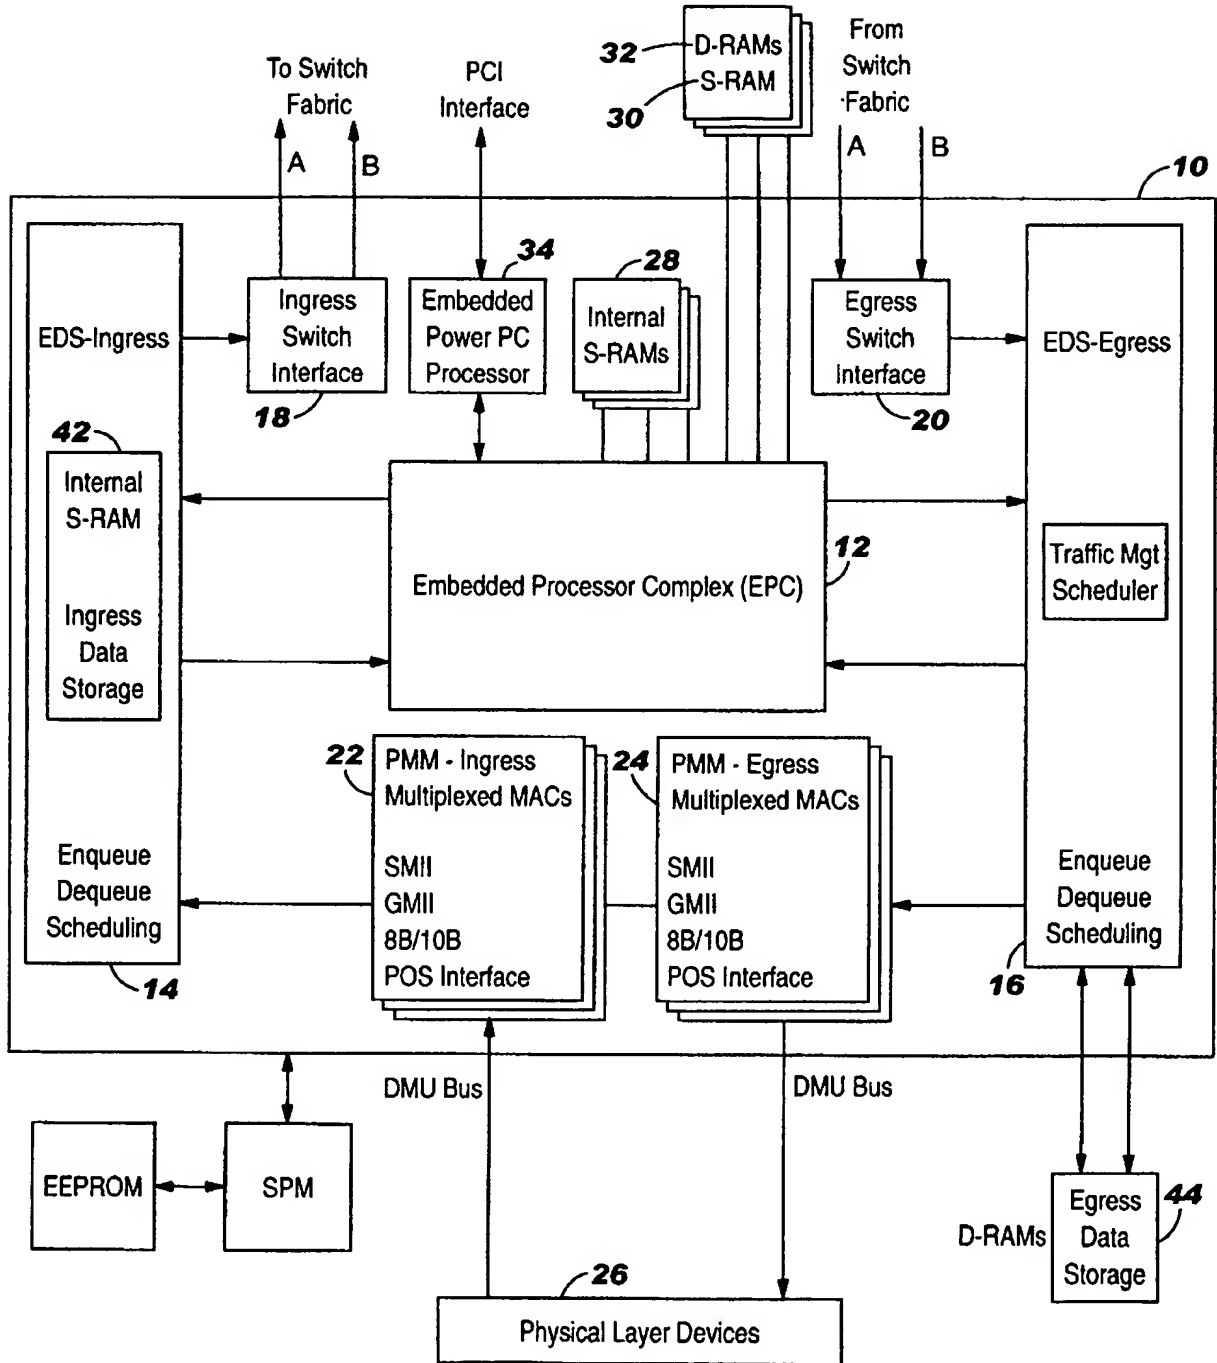 32
D-RAMs
S-RAM
30
From
Switch
Fabric
To Switch
Fabric
PCI
Interface
A
B
A
B
10
34
28
Ingress
Switch
Interface
18
Embedded
Power PC
Processor
Internal
S-RAMs
Egress
Switch
Interface
20
EDS-Ingress
EDS-Egress
42
Internal
S-RAM
Ingress
Data
Storage
Embedded Processor Complex (EPC)
12
Traffic Mgt
Scheduler
22
PMM - Ingress
Multiplexed MACs
SMII
GMII
8B/10B
POS Interface
24
PMM - Egress
Multiplexed MACs
SMII
GMII
8B/10B
POS Interface
Enqueue
Dequeue
Scheduling
14
Enqueue
Dequeue
Scheduling
16
DMU Bus
DMU Bus
EEPROM
SPM
D-RAMs
Egress
Data
Storage
44
26
Physical Layer Devices